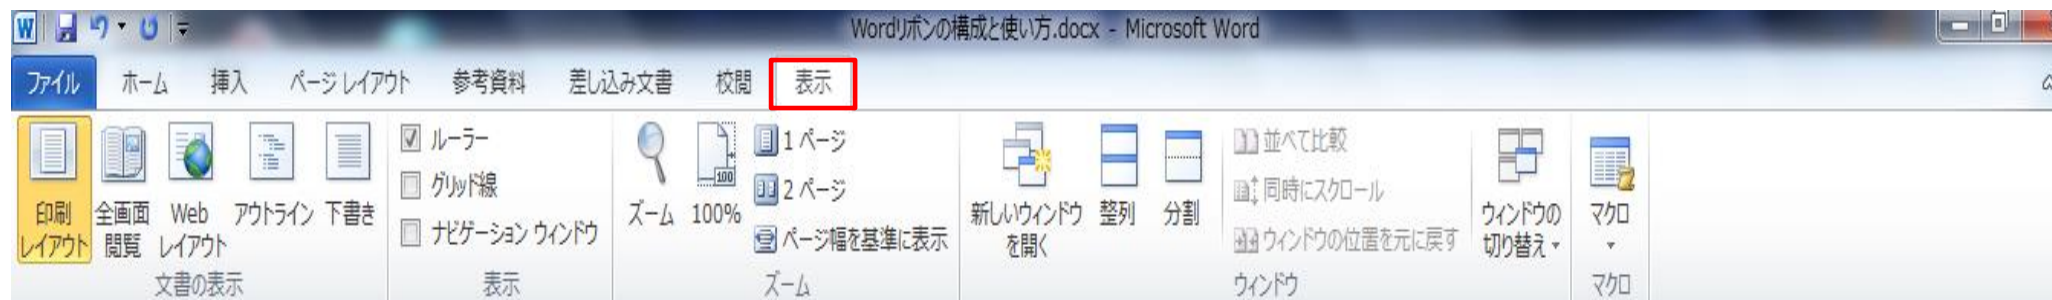 Wordリボンの構成と使い方.docx - Microsoft Word
ファイル ホーム 挿入 ページ レイアウト 参考資料 差し込み文書 校閲 表示
印刷
レイアウト
全画面
閲覧
Web
レイアウト
アウトライン
下書き
文書の表示
ルーラー
グリッド線
ナビゲーション ウィンドウ
表示
ズーム
100
100%
1 ページ
2 ページ
ページ幅を基準に表示
ズーム
新しいウィンドウ
を開く
整列
分割
並べて比較
同時にスクロール
ウィンドウの位置を元に戻す
ウィンドウの
切り替え
ウィンドウ
マクロ
マクロ